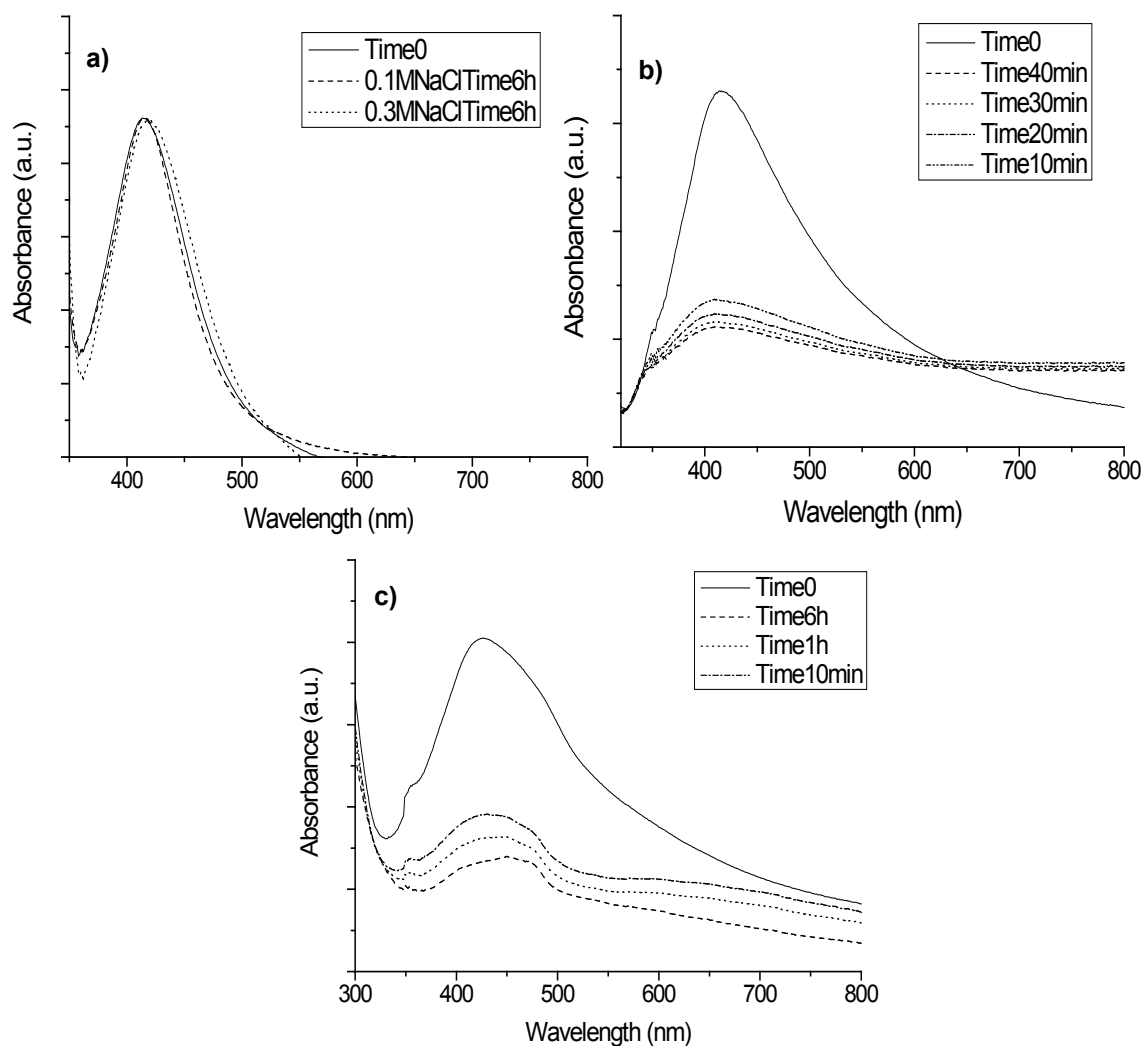 a)
Time0
0.1MNaClTime6h
0.3MNaClTime6h
Absorbance (a.u.)
400 500 600 700 800
Wavelength (nm)
b)
Time0
Time40min
Time30min
Time20min
Time10min
Absonbance (a.u.)
400 500 600 700 800
Wavelength (nm)
c)
Time0
Time6h
Time1h
Time10min
Absorbance (a.u.)
300 400 500 600 700 800
Wavelength (nm)